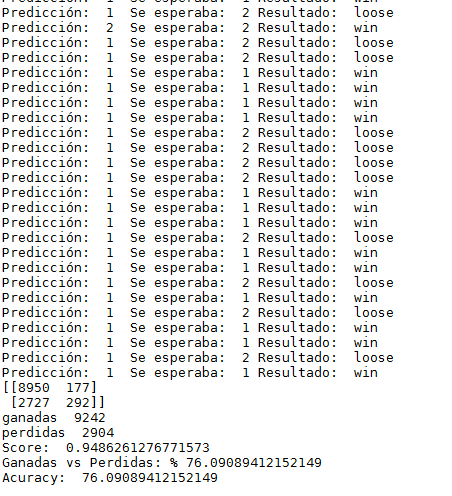 Predicción:  1  Se esperaba:  1 Resultado:  win
Predicción:  1  Se esperaba:  2 Resultado:  loose
Predicción:  2  Se esperaba:  2 Resultado:  win
Predicción:  1  Se esperaba:  2 Resultado:  loose
Predicción:  1  Se esperaba:  2 Resultado:  loose
Predicción:  1  Se esperaba:  1 Resultado:  win
Predicción:  1  Se esperaba:  1 Resultado:  win
Predicción:  1  Se esperaba:  1 Resultado:  win
Predicción:  1  Se esperaba:  1 Resultado:  win
Predicción:  1  Se esperaba:  2 Resultado:  loose
Predicción:  1  Se esperaba:  2 Resultado:  loose
Predicción:  1  Se esperaba:  2 Resultado:  loose
Predicción:  1  Se esperaba:  2 Resultado:  loose
Predicción:  1  Se esperaba:  1 Resultado:  win
Predicción:  1  Se esperaba:  1 Resultado:  win
Predicción:  1  Se esperaba:  1 Resultado:  win
Predicción:  1  Se esperaba:  2 Resultado:  loose
Predicción:  1  Se esperaba:  1 Resultado:  win
Predicción:  1  Se esperaba:  1 Resultado:  win
Predicción:  1  Se esperaba:  2 Resultado:  loose
Predicción:  1  Se esperaba:  1 Resultado:  win
Predicción:  1  Se esperaba:  2 Resultado:  loose
Predicción:  1  Se esperaba:  1 Resultado:  win
Predicción:  1  Se esperaba:  1 Resultado:  win
Predicción:  1  Se esperaba:  2 Resultado:  loose
Predicción:  1  Se esperaba:  1 Resultado:  win
[[8950  177]
 [2727  292]]
ganadas  9242
perdidas  2904
Score:  0.9486261276771573
Ganadas vs Perdidas: % 76.09089412152149
Acuracy:  76.09089412152149